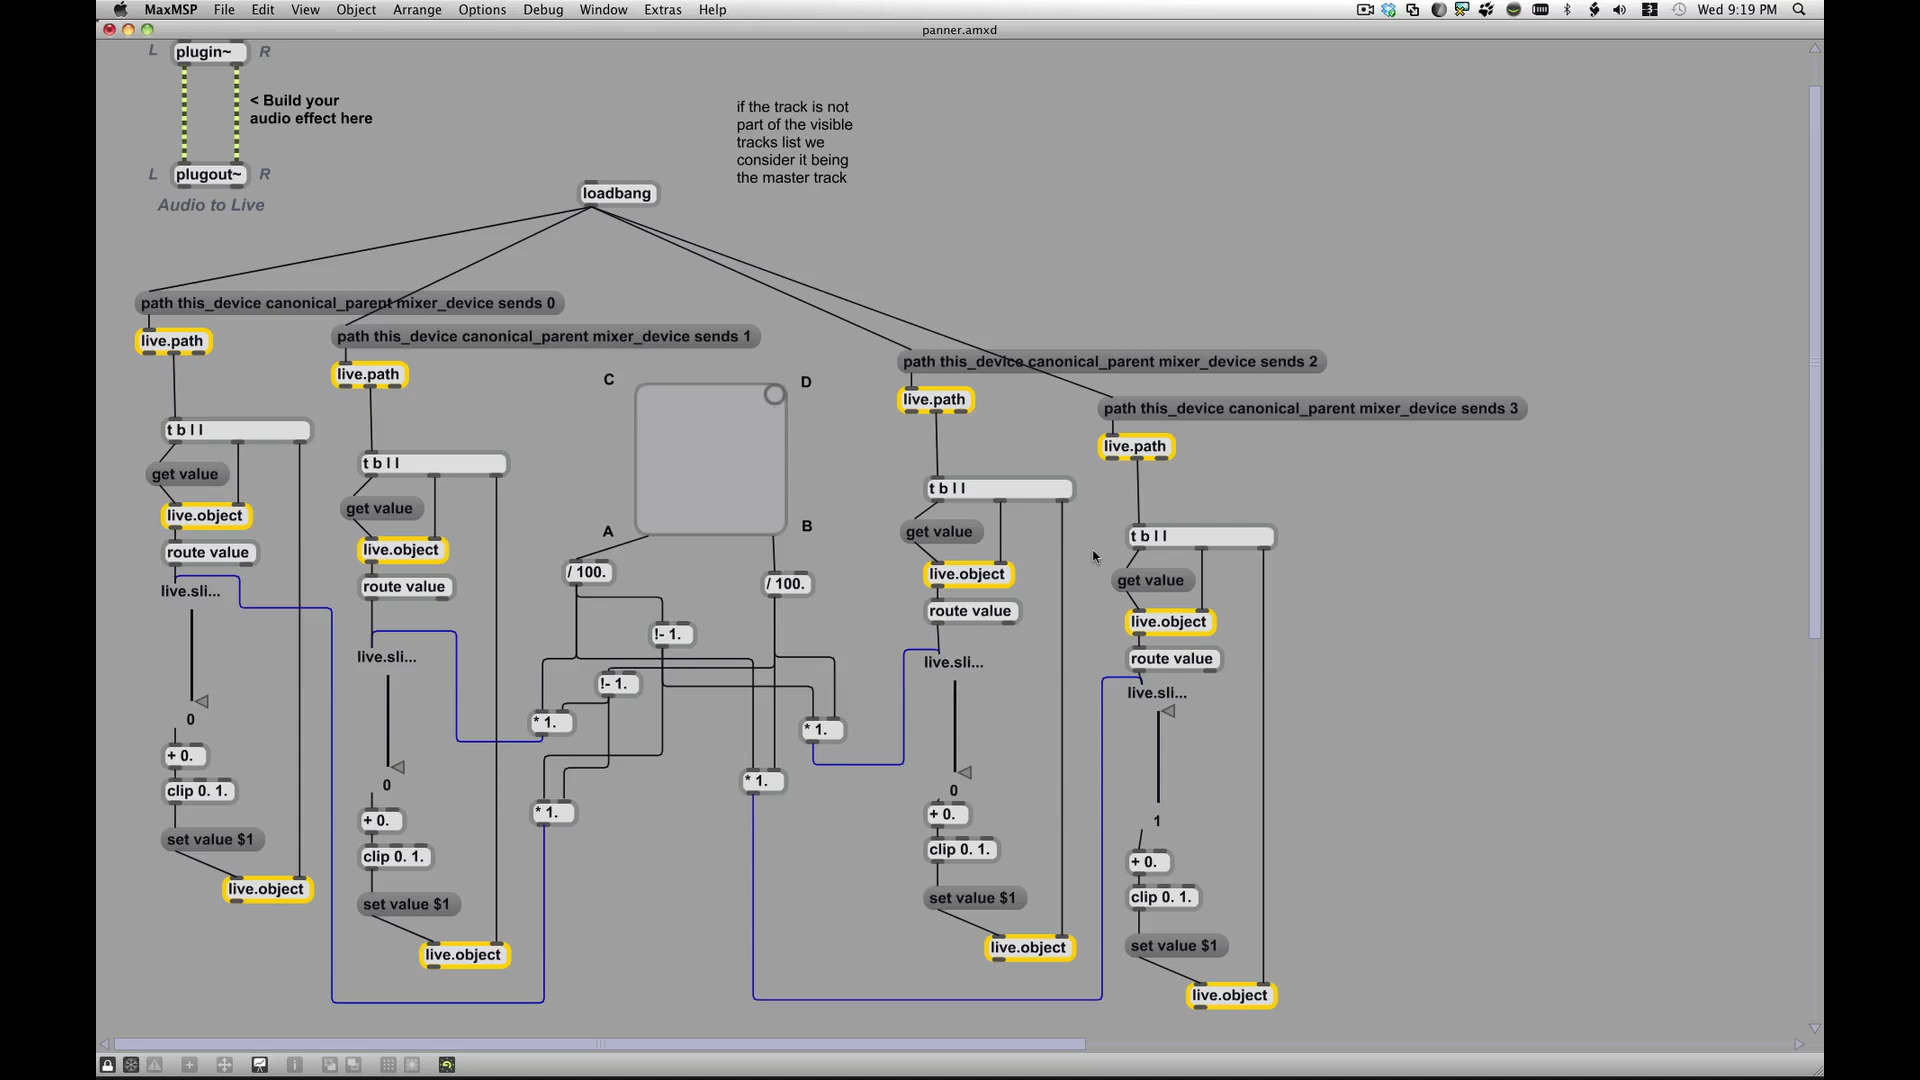 MaxMSP File Edit View Object Arrange Options Debug Window Extras Help
3 Wed 9:19 PM
panner.amxd
L plugin~ R
< Build your
audio effect here
L plugout~ R
Audio to Live
if the track is not
part of the visible
tracks list we
consider it being
the master track
loadbang
path this_device canonical_parent mixer_device sends 0
live.path
t b l l
get value
live.object
route value
live.sli...
0
+ 0.
clip 0. 1.
set value $1
live.object
path this_device canonical_parent mixer_device sends 1
live.path
t b l l
get value
live.object
route value
live.sli...
0
+ 0.
clip 0. 1.
set value $1
live.object
C D
A B
/ 100.
/ 100.
!- 1.
!- 1.
* 1.
* 1.
* 1.
* 1.
path this_device canonical_parent mixer_device sends 2
live.path
t b l l
get value
live.object
route value
live.sli...
0
+ 0.
clip 0. 1.
set value $1
live.object
path this_device canonical_parent mixer_device sends 3
live.path
t b l l
get value
live.object
route value
live.sli...
1
+ 0.
clip 0. 1.
set value $1
live.object